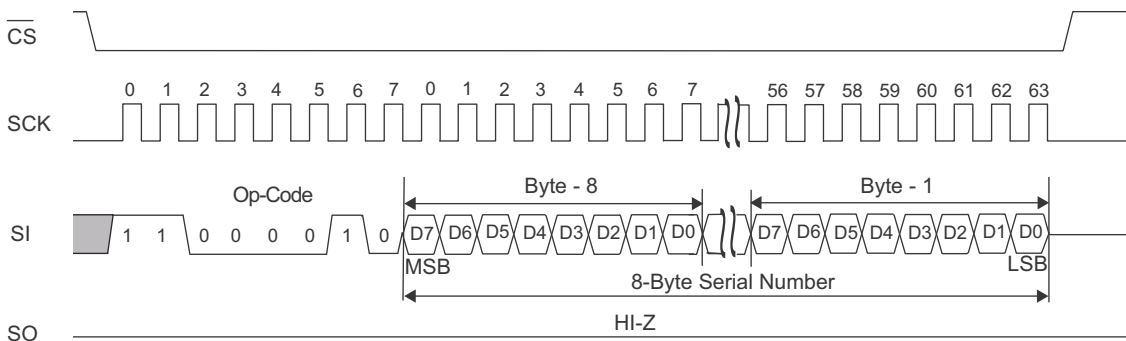 CS
0 1 2 3 4 5 6 7 0 1 2 3 4 5 6 7 56 57 58 59 60 61 62 63
SCK
Op-Code Byte - 8 Byte - 1
SI 1 1 0 0 0 0 1 0 D7 D6 D5 D4 D3 D2 D1 D0 D7 D6 D5 D4 D3 D2 D1 D0
MSB LSB
8-Byte Serial Number
HI-Z
SO